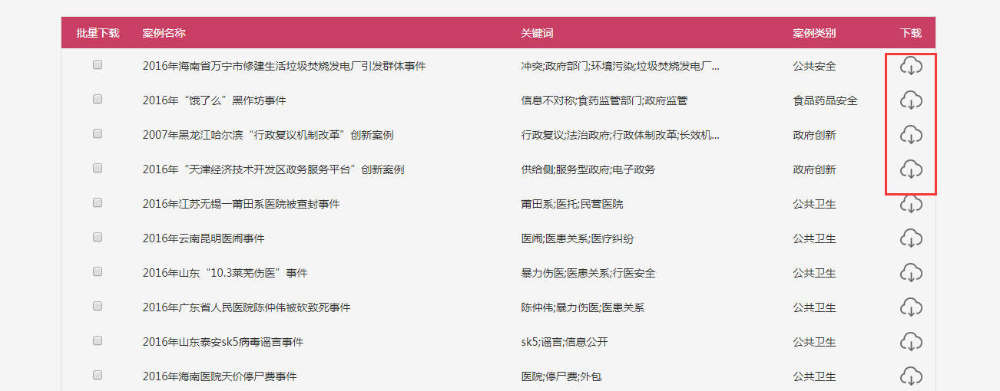 批量下载 案例名称 关键词 案例类别 下载
2016年海南省万宁市修建生活垃圾焚烧发电厂引发群体事件 冲突;政府部门;环境污染;垃圾焚烧发电厂... 公共安全
2016年“饿了么”黑作坊事件 信息不对称;食药监管部门;政府监管 食品药品安全
2007年黑龙江哈尔滨“行政复议机制改革”创新案例 行政复议;法治政府;行政体制改革;长效机... 政府创新
2016年“天津经济技术开发区政务服务平台”创新案例 供给侧;服务型政府;电子政务 政府创新
2016年江苏无锡一莆田系医院被查封事件 莆田系;医托;民营医院 公共卫生
2016年云南昆明医闹事件 医闹;医患关系;医疗纠纷 公共卫生
2016年山东“10.3莱芜伤医”事件 暴力伤医;医患关系;行医安全 公共卫生
2016年广东省人民医院陈仲伟被砍致死事件 陈仲伟;暴力伤医;医患关系 公共卫生
2016年山东泰安sk5病毒谣言事件 sk5;谣言;信息公开 公共卫生
2016年海南医院天价停尸费事件 医院;停尸费;外包 公共卫生